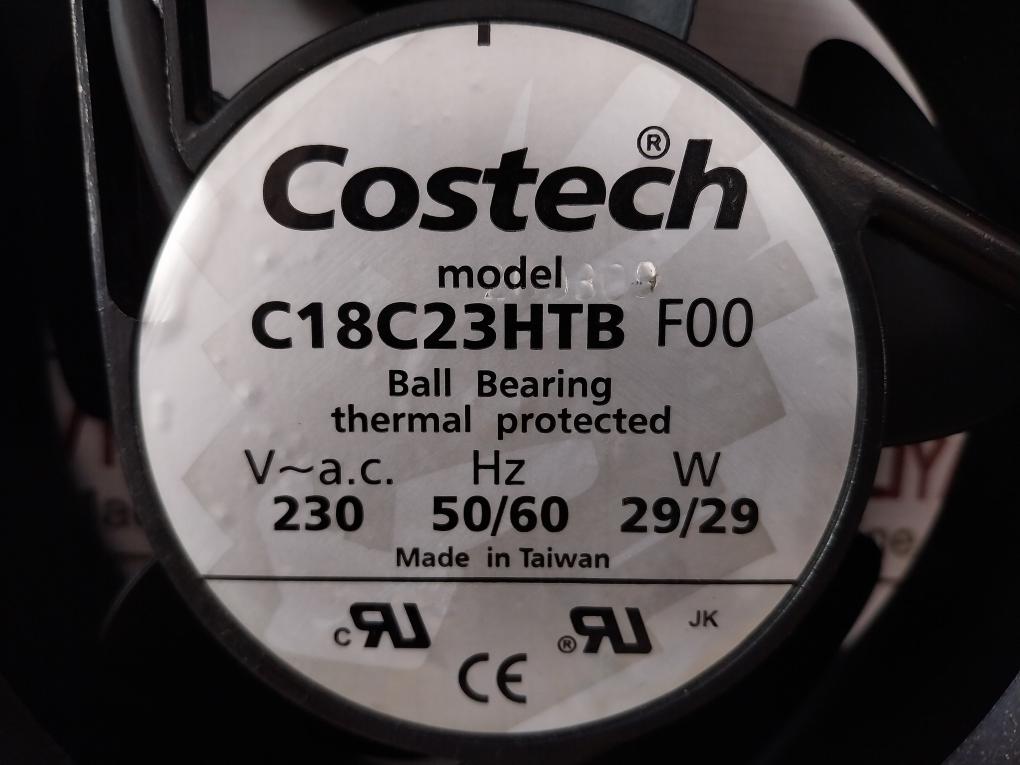 Costech®
model
C18C23HTB F00
Ball Bearing
thermal protected
V~a.c. Hz W
230 50/60 29/29
Made in Taiwan
c RU ® RU JK
CE